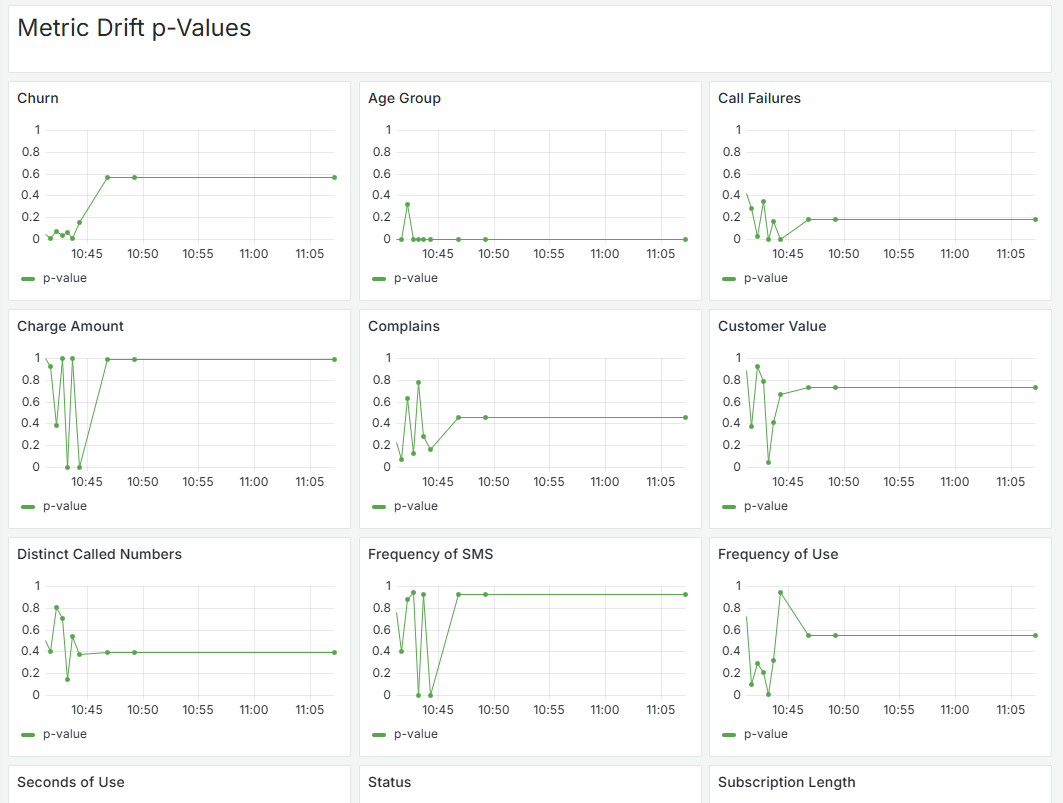 Metric Drift p-Values
Churn
1
0.8
0.6
0.4
0.2
0
10:45 10:50 10:55 11:00 11:05
p-value
Age Group
1
0.8
0.6
0.4
0.2
0
10:45 10:50 10:55 11:00 11:05
p-value
Call Failures
1
0.8
0.6
0.4
0.2
0
10:45 10:50 10:55 11:00 11:05
p-value
Charge Amount
1
0.8
0.6
0.4
0.2
0
10:45 10:50 10:55 11:00 11:05
p-value
Complains
1
0.8
0.6
0.4
0.2
0
10:45 10:50 10:55 11:00 11:05
p-value
Customer Value
1
0.8
0.6
0.4
0.2
0
10:45 10:50 10:55 11:00 11:05
p-value
Distinct Called Numbers
1
0.8
0.6
0.4
0.2
0
10:45 10:50 10:55 11:00 11:05
p-value
Frequency of SMS
1
0.8
0.6
0.4
0.2
0
10:45 10:50 10:55 11:00 11:05
p-value
Frequency of Use
1
0.8
0.6
0.4
0.2
0
10:45 10:50 10:55 11:00 11:05
p-value
Seconds of Use
Status
Subscription Length